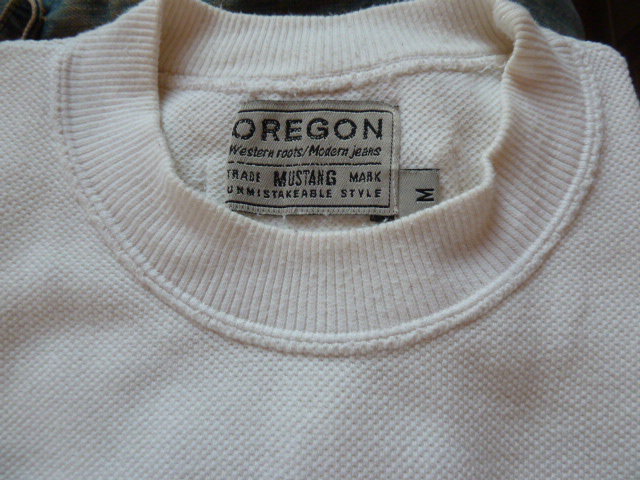 OREGON
Western roots/Modern jeans
TRADE MUSTANG MARK
UNMISTAKEABLE STYLE
M